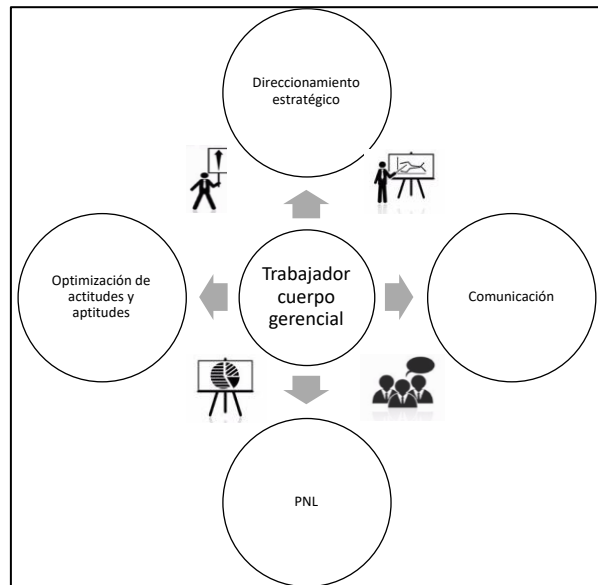 Direccionamiento
estratégico
Optimización de
actitudes y
aptitudes
Trabajador
cuerpo
gerencial
Comunicación
PNL